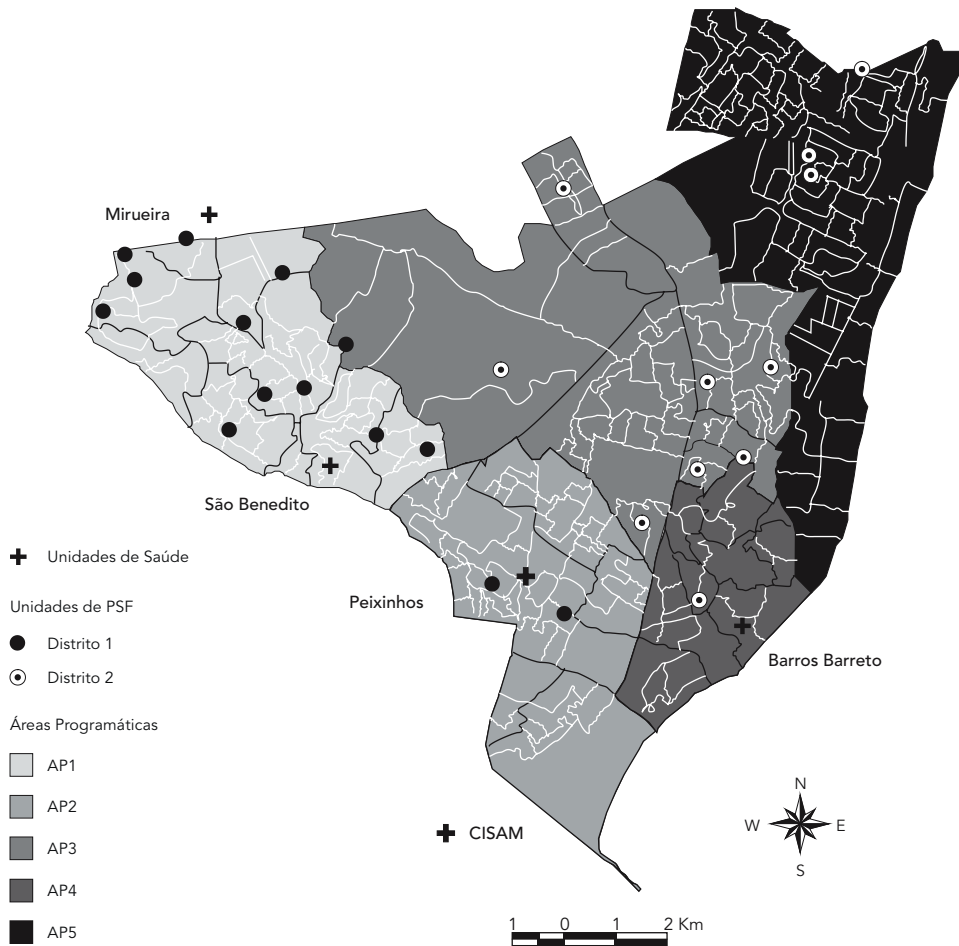 Mirueira
São Benedito
Unidades de Saúde
Peixinhos
Unidades de PSF
Distrito 1
Barros Barreto
Distrito 2
Áreas Programáticas
AP1
AP2
N
W E
S
CISAM
AP3
AP4
1 0 1 2 Km
AP5